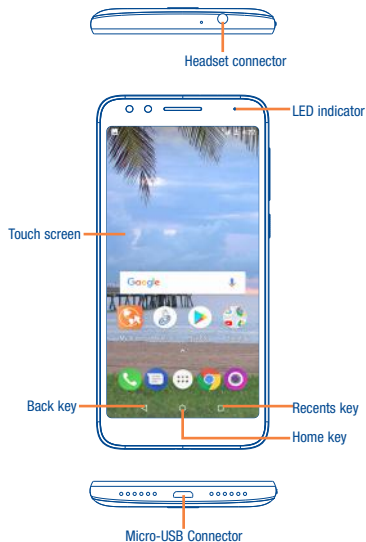 Headset connector
LED indicator
Touch screen
Google
Back key
Recents key
Home key
Micro-USB Connector